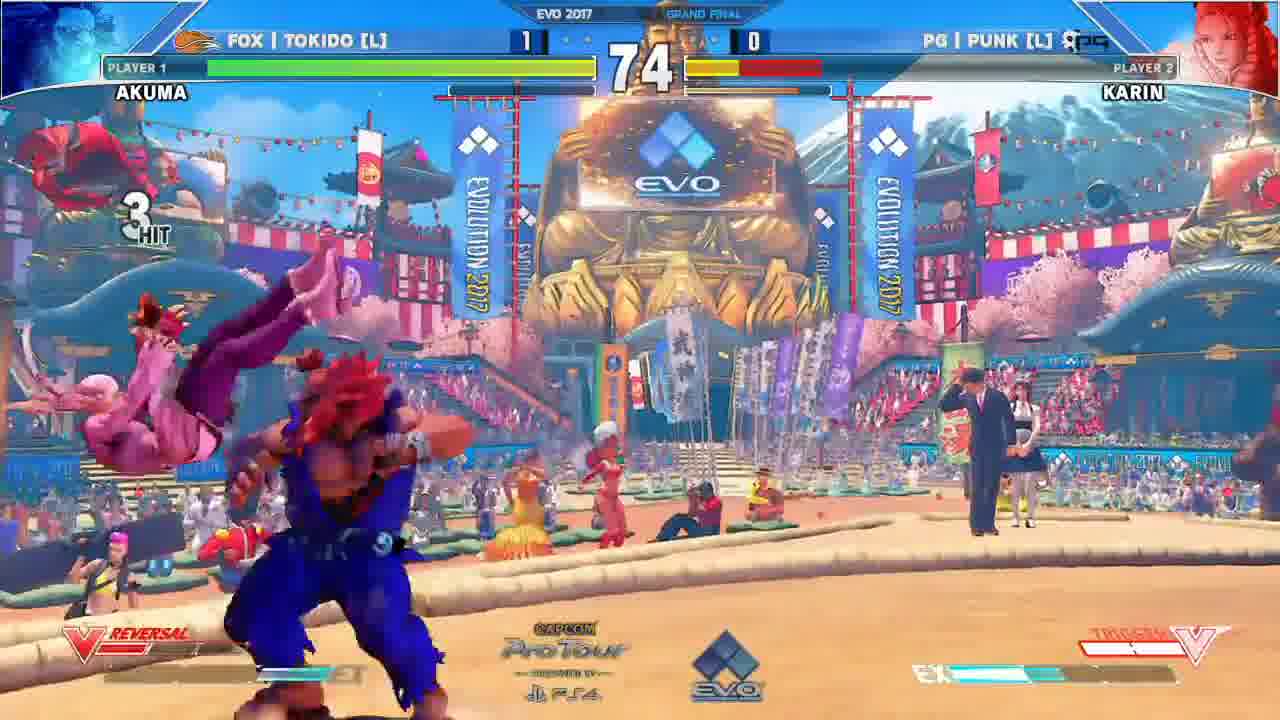 EVO 2017 GRAND FINAL
FOX | TOKIDO [L] 1 0 PG | PUNK [L]
74
PLAYER 1 PLAYER 2
AKUMA KARIN
EVO
EVOLUTION 2017 EVOLUTION 2017
3
HIT
REVERSAL
TRIGGER
V V
EX
CAPCOM
Pro Tour
PS4
EVO